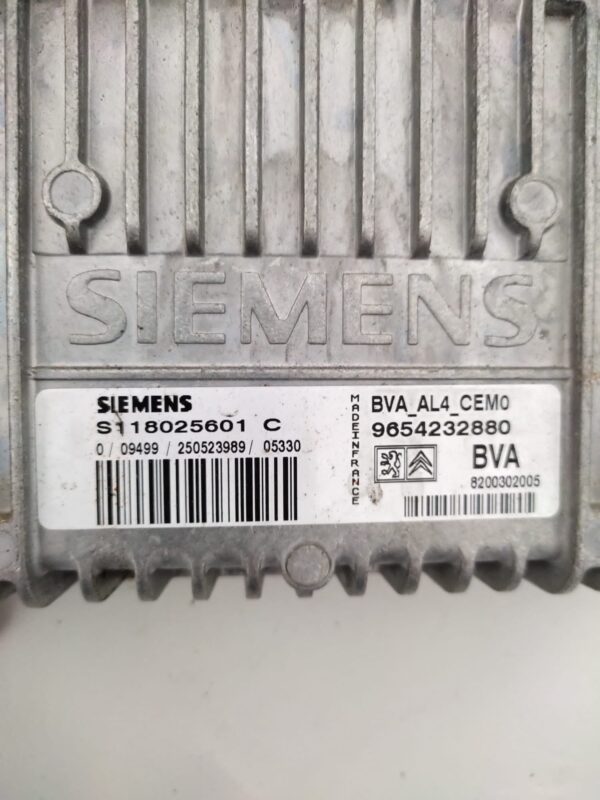 SIEMENS
SIEMENS
S118025601 C
0 / 09499 / 250523989 / 05330
MADEINFRANCE
BVA_AL4_CEM0
9654232880
BVA
8200302005